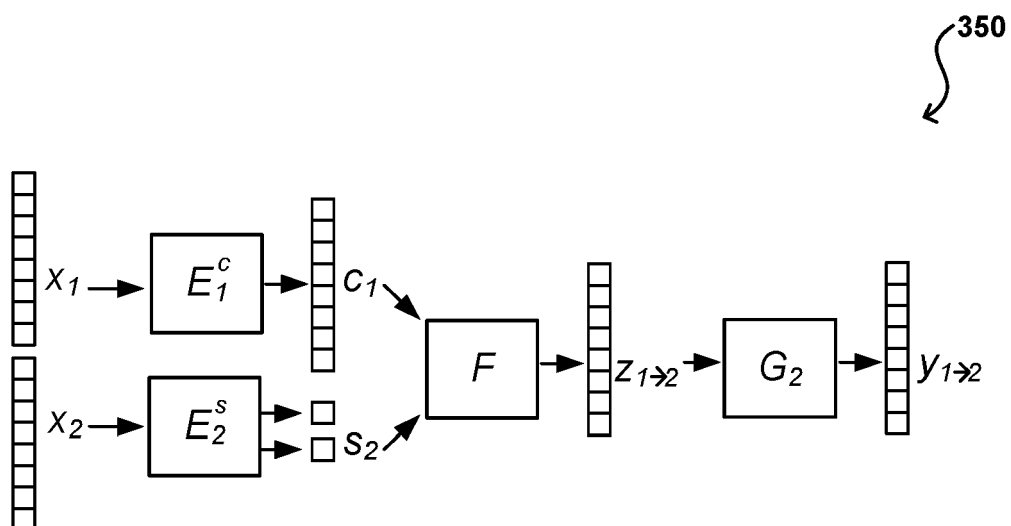 350
x₁
E₁ᶜ
c₁
F
z₁→₂
G₂
y₁→₂
x₂
E₂ˢ
s₂